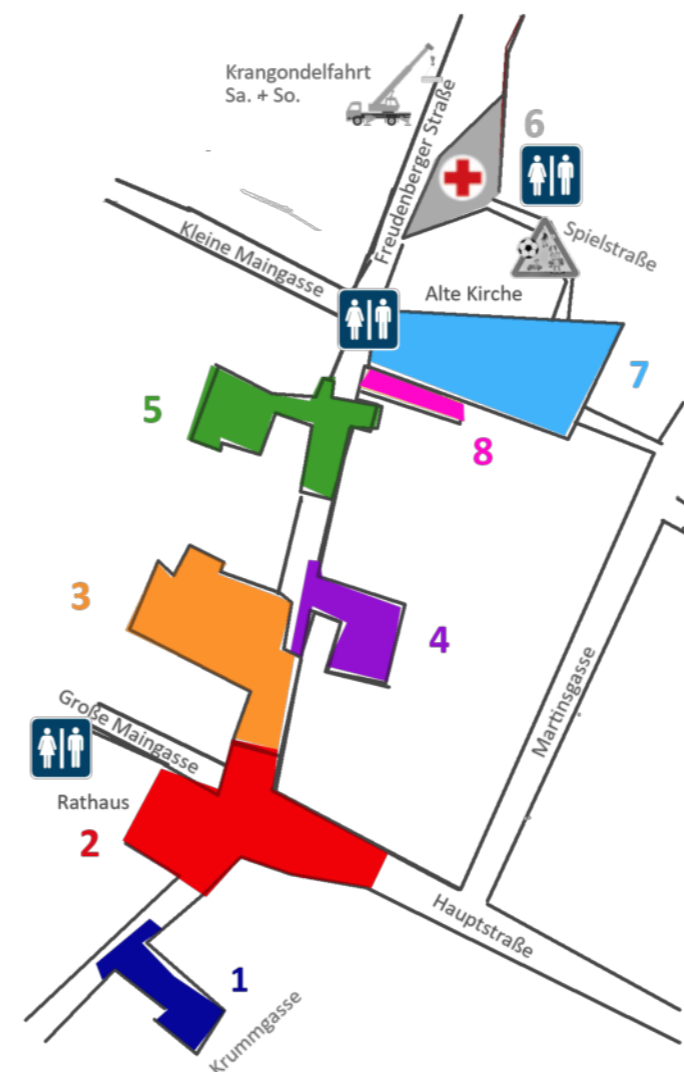 Krangondelfahrt
Sa. + So.
Freudenberger Straße
6
Spielstraße
Kleine Maingasse
Alte Kirche
7
5
8
3
4
Martinsgasse
Große Maingasse
Rathaus
2
Hauptstraße
1
Krummgasse